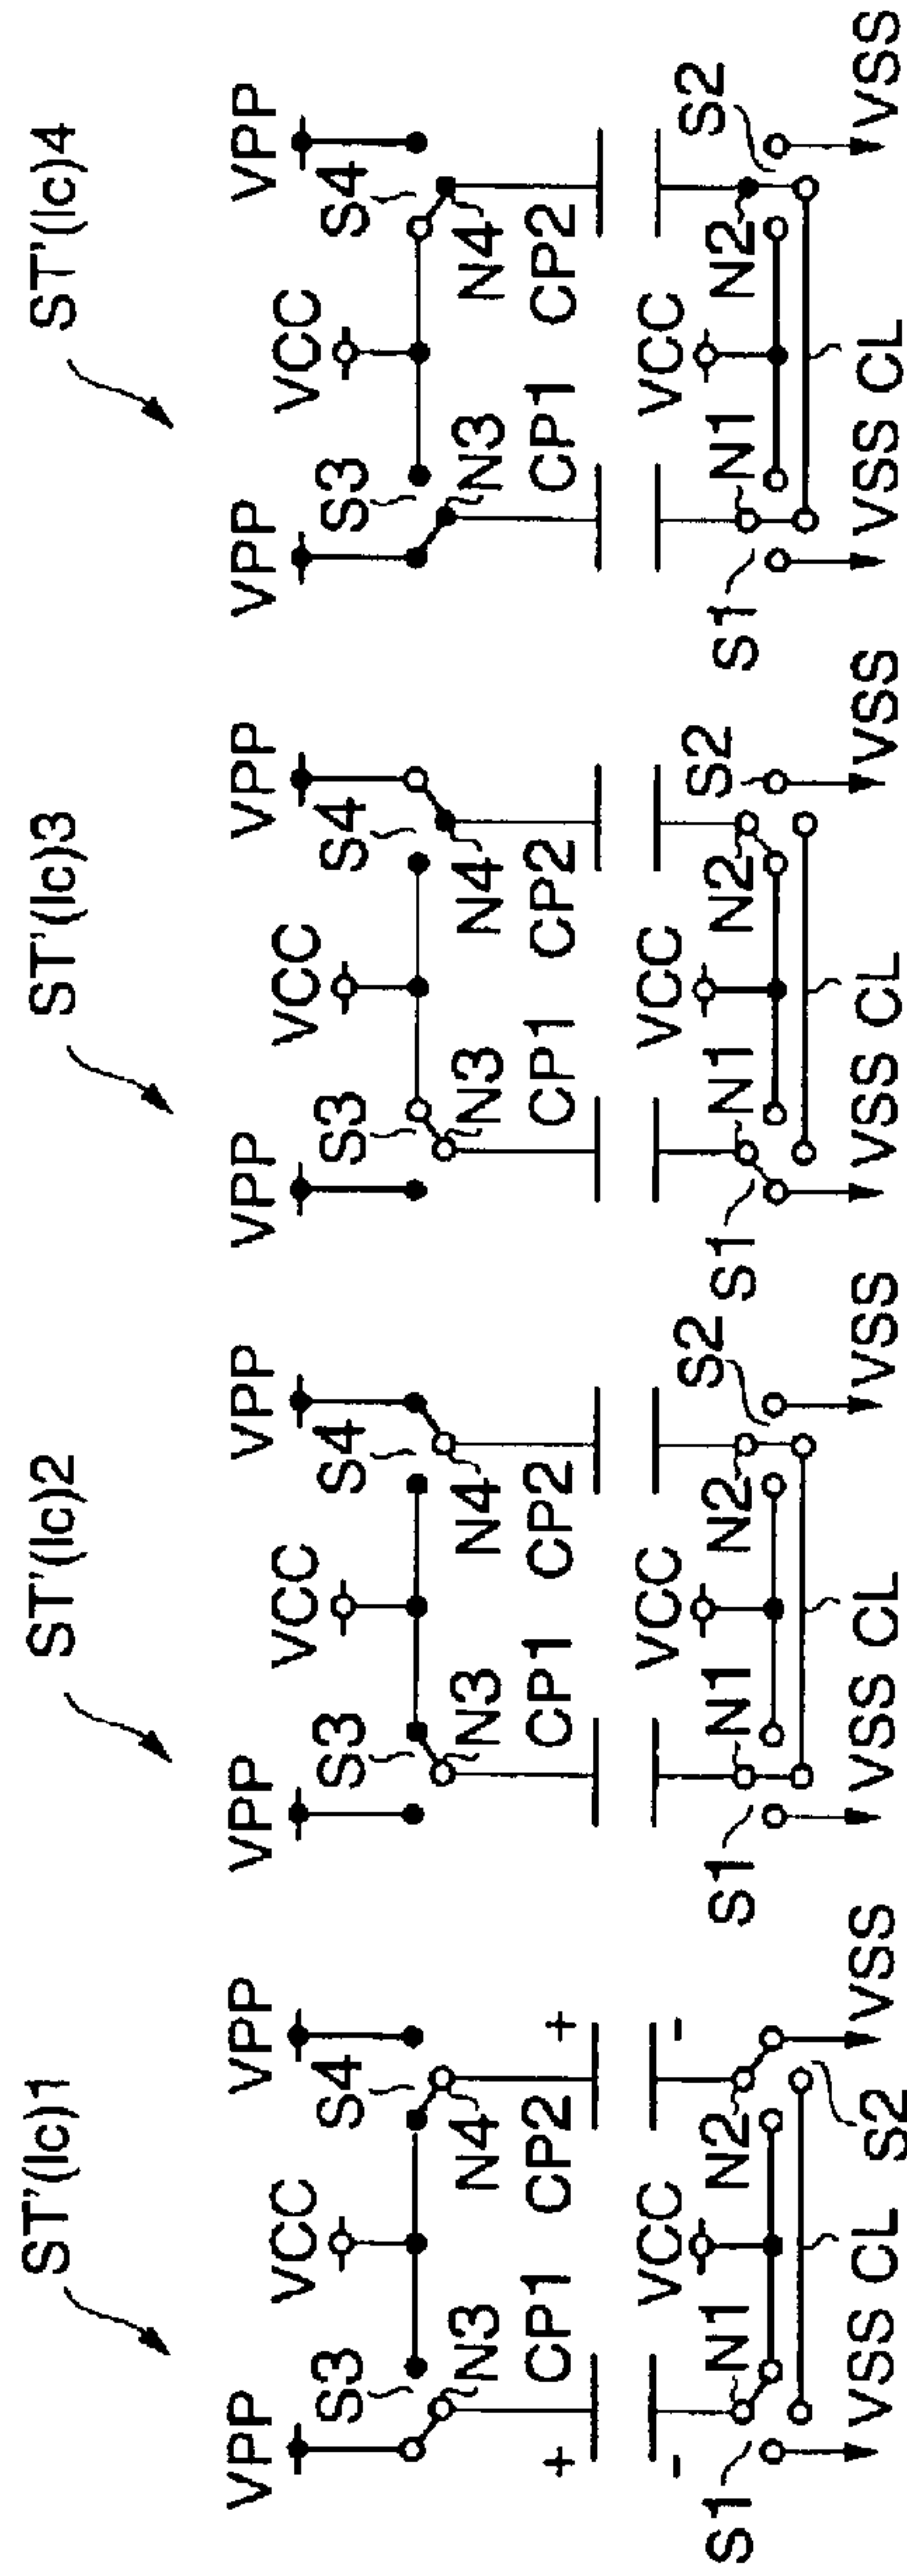 ST'(Ic)1
VPP
VPP
VCC
S3
S4
N3
N4
CP1
CP2
+
+
-
-
VCC
N1
N2
S1
VSS
CL
S2
VSS
ST'(Ic)2
VPP
VPP
VCC
S3
S4
N3
N4
CP1
CP2
VCC
N1
N2
S2
S1
VSS
CL
VSS
ST'(Ic)3
VPP
VPP
VCC
S3
S4
N3
N4
CP1
CP2
VCC
N1
N2
S2
S1
VSS
CL
VSS
ST'(Ic)4
VPP
VPP
VCC
S3
S4
N3
N4
CP1
CP2
VCC
N1
N2
S2
S1
VSS
CL
VSS